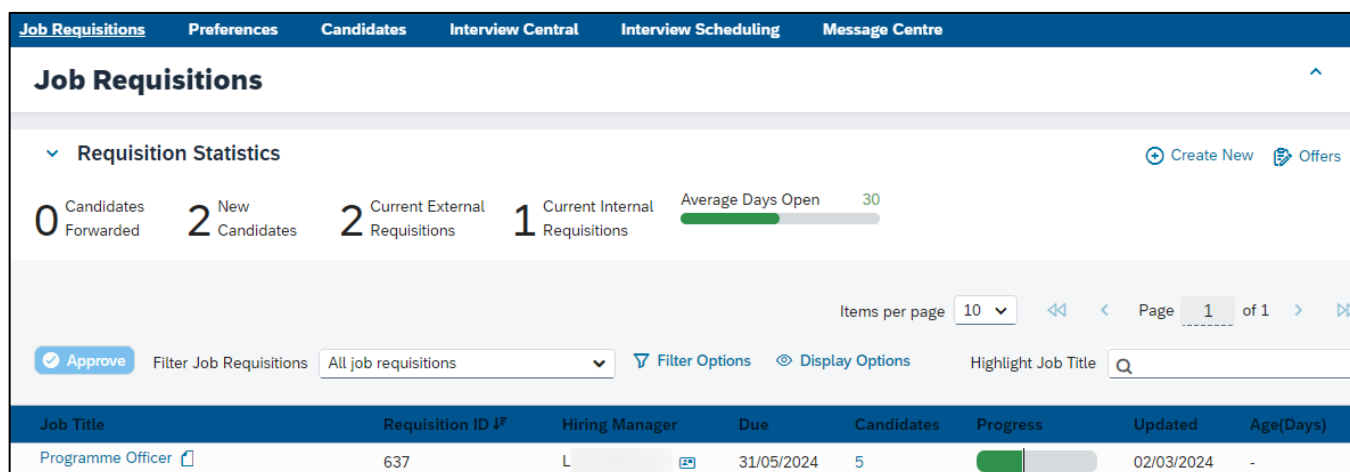 Job Requisitions Preferences Candidates Interview Central Interview Scheduling Message Centre
Job Requisitions
Requisition Statistics Create New Offers
0 Candidates Forwarded 2 New Candidates 2 Current External Requisitions 1 Current Internal Requisitions Average Days Open 30
Items per page 10 Page 1 of 1
Approve Filter Job Requisitions All job requisitions Filter Options Display Options Highlight Job Title
Job Title Requisition ID Hiring Manager Due Candidates Progress Updated Age(Days)
Programme Officer 637 L 31/05/2024 5 02/03/2024 -